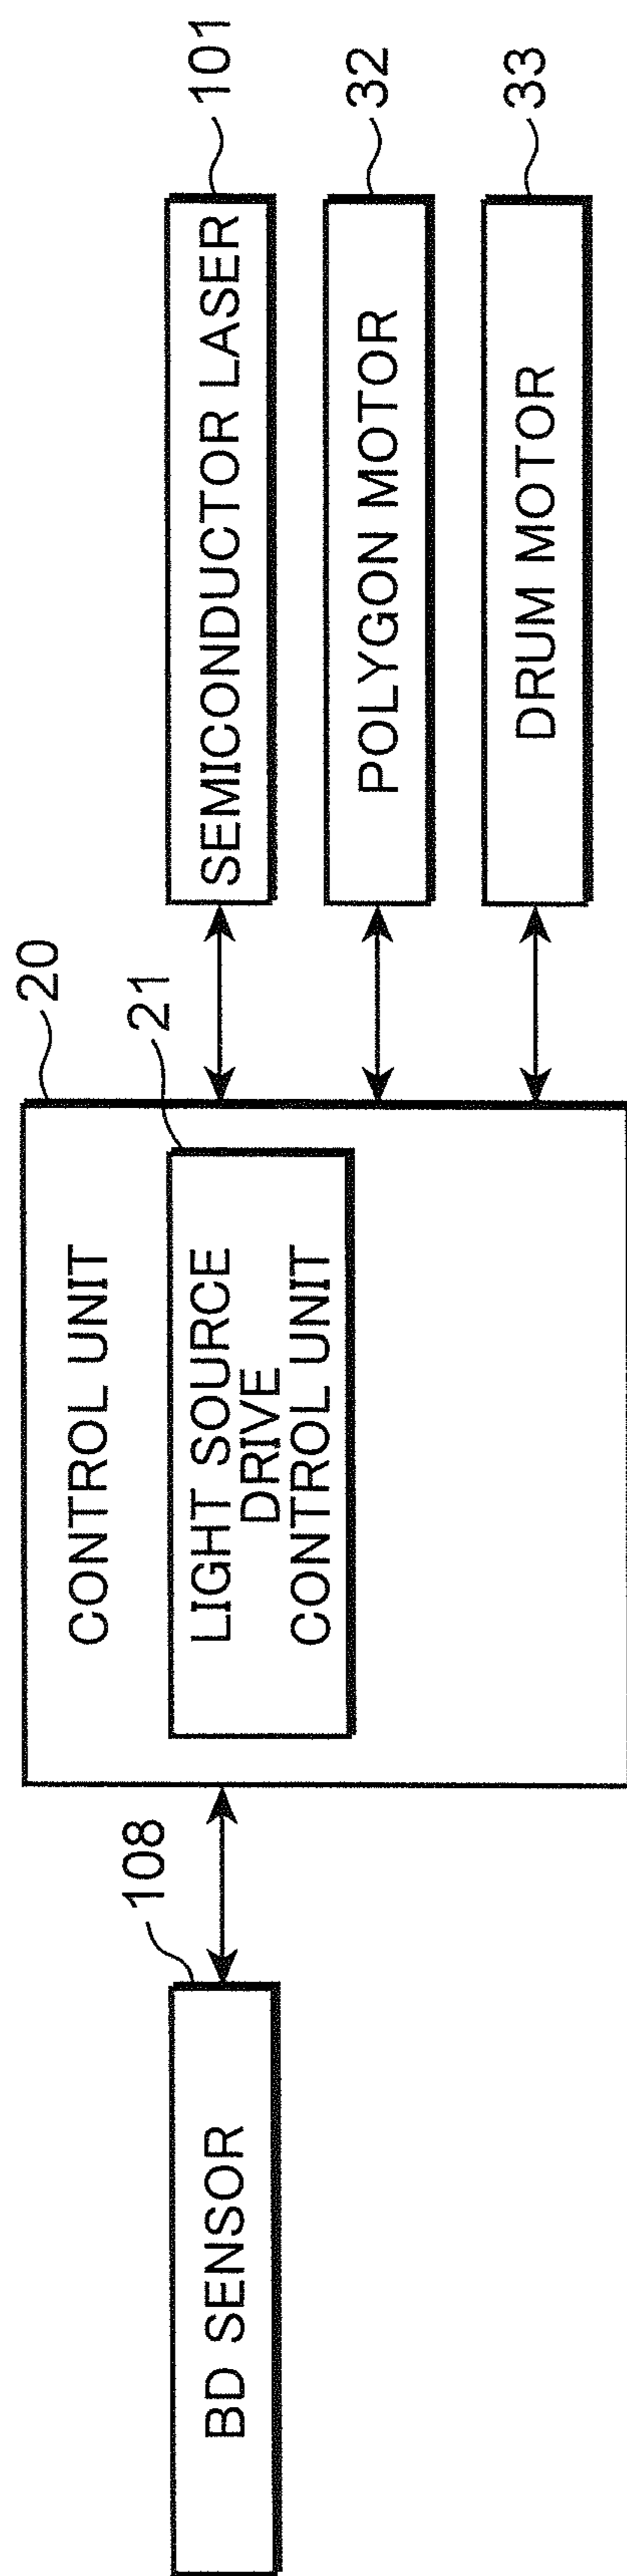 20
CONTROL UNIT
108
BD SENSOR
21
LIGHT SOURCE
DRIVE
CONTROL UNIT
101
SEMICONDUCTOR LASER
32
POLYGON MOTOR
33
DRUM MOTOR